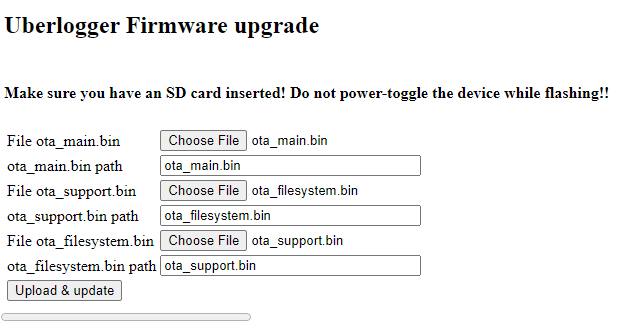 Uberlogger Firmware upgrade
Make sure you have an SD card inserted! Do not power-toggle the device while flashing!!
File ota_main.bin Choose File ota_main.bin
ota_main.bin path ota_main.bin
File ota_support.bin Choose File ota_filesystem.bin
ota_support.bin path ota_filesystem.bin
File ota_filesystem.bin Choose File ota_support.bin
ota_filesystem.bin path ota_support.bin
Upload & update